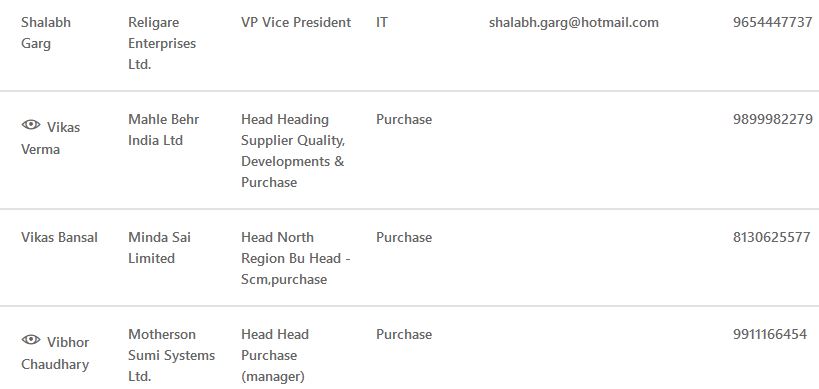 Shalabh Garg
Religare Enterprises Ltd.
VP Vice President
IT
shalabh.garg@hotmail.com
9654447737
Vikas Verma
Mahle Behr India Ltd
Head Heading Supplier Quality, Developments & Purchase
Purchase
9899982279
Vikas Bansal
Minda Sai Limited
Head North Region Bu Head - Scm,purchase
Purchase
8130625577
Vibhor Chaudhary
Motherson Sumi Systems Ltd.
Head Head Purchase (manager)
Purchase
9911166454